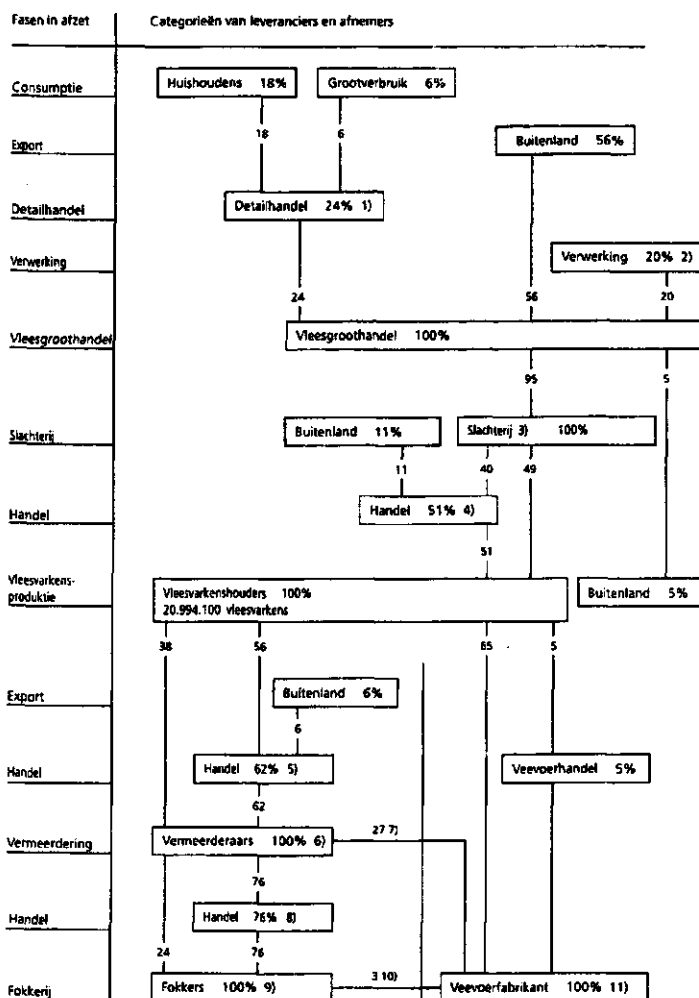 Fasen in afzet
Categorieën van leveranciers en afnemers
Consumptie
Huishoudens 18%
Grootverbruik 6%
18
6
Export
Buitenland 56%
Detailhandel
Detailhandel 24% 1)
Verwerking
Verwerking 20% 2)
24
56
20
Vleesgroothandel
Vleesgroothandel 100%
95
5
Slachterij
Buitenland 11%
Slachterij 3) 100%
11
40
49
Handel
Handel 51% 4)
51
Vleesvarkens-
produktie
Vleesvarkenshouders 100%
20.994.100 vleesvarkens
Buitenland 5%
38
56
65
5
Export
Buitenland 6%
6
Handel
Handel 62% 5)
Veevoerhandel 5%
62
Vermeerdering
Vermeerderaars 100% 6)
27 7)
76
Handel
Handel 76% 8)
24
76
Fokkerij
Fokkers 100% 9)
3 10)
Veevoerfabrikant 100% 11)